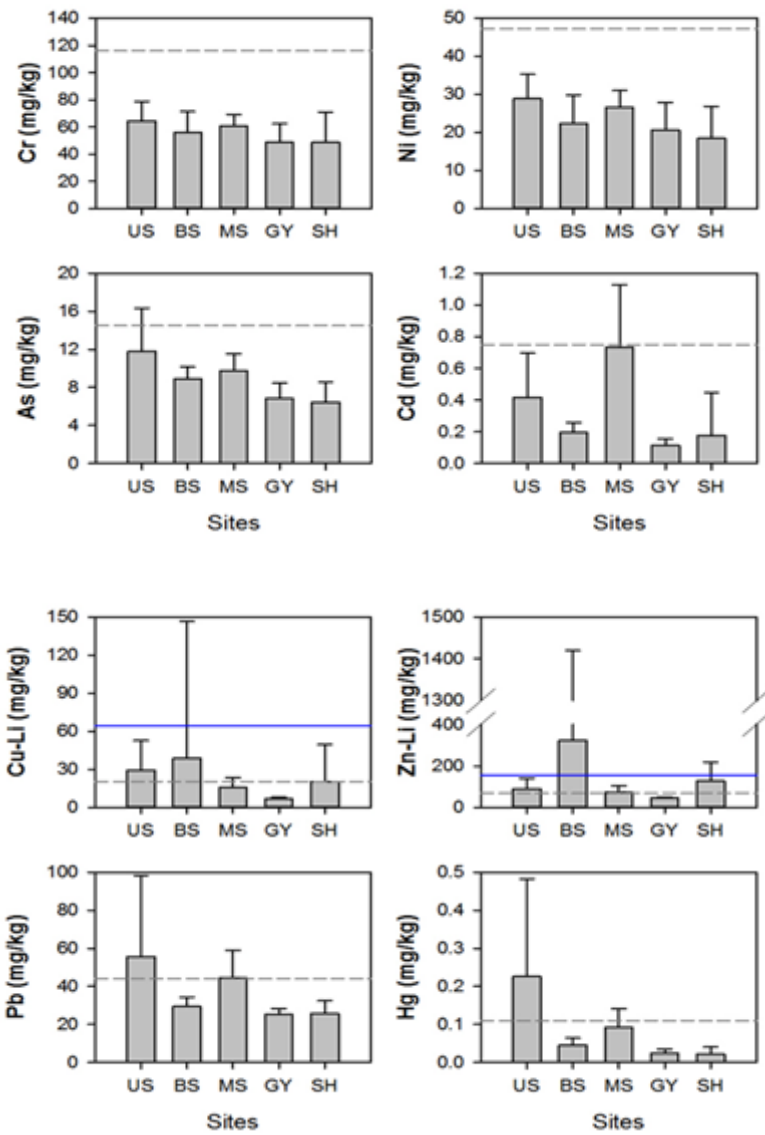 Cr (mg/kg)
140
120
100
80
60
40
20
0
US BS MS GY SH
Ni (mg/kg)
50
40
30
20
10
0
US BS MS GY SH
As (mg/kg)
20
16
12
8
4
0
US BS MS GY SH
Sites
Cd (mg/kg)
1.2
1.0
0.8
0.6
0.4
0.2
0.0
US BS MS GY SH
Sites
Cu-Li (mg/kg)
150
120
90
60
30
0
US BS MS GY SH
Zn-Li (mg/kg)
1500
1400
1300
400
200
0
US BS MS GY SH
Pb (mg/kg)
100
80
60
40
20
0
US BS MS GY SH
Sites
Hg (mg/kg)
0.5
0.4
0.3
0.2
0.1
0.0
US BS MS GY SH
Sites